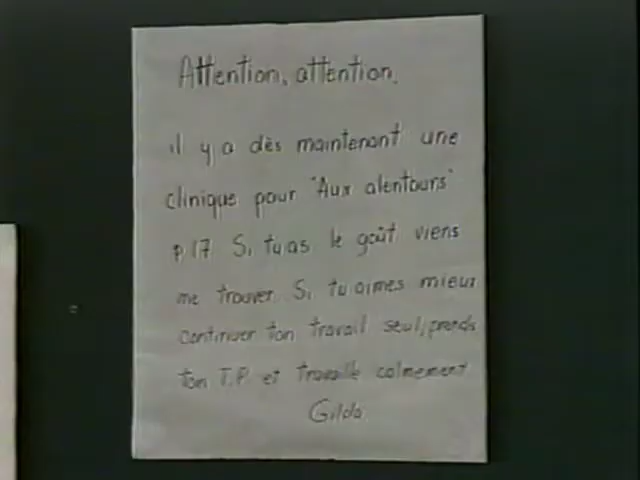 Attention, attention.
il y a dès maintenant une
clinique pour "Aux alentours"
p.17 Si tu as le goût viens
me trouver. Si tu aimes mieux
continuer ton travail seul, prends
ton T.P. et travaille calmement
Gilda